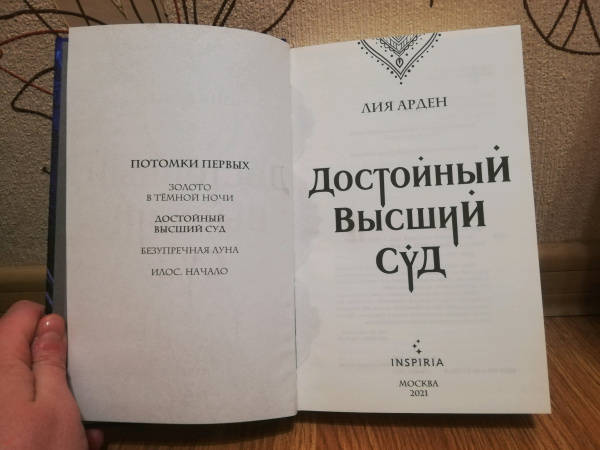 ПОТОМКИ ПЕРВЫХ
ЗОЛОТО
В ТЁМНОЙ НОЧИ
ДОСТОЙНЫЙ
ВЫСШИЙ СУД
БЕЗУПРЕЧНАЯ ЛУНА
ИЛОС. НАЧАЛО
ЛИЯ АРДЕН
ДОСТОЙНЫЙ
ВЫСШИЙ
СУД
INSPIRIA
МОСКВА
2021